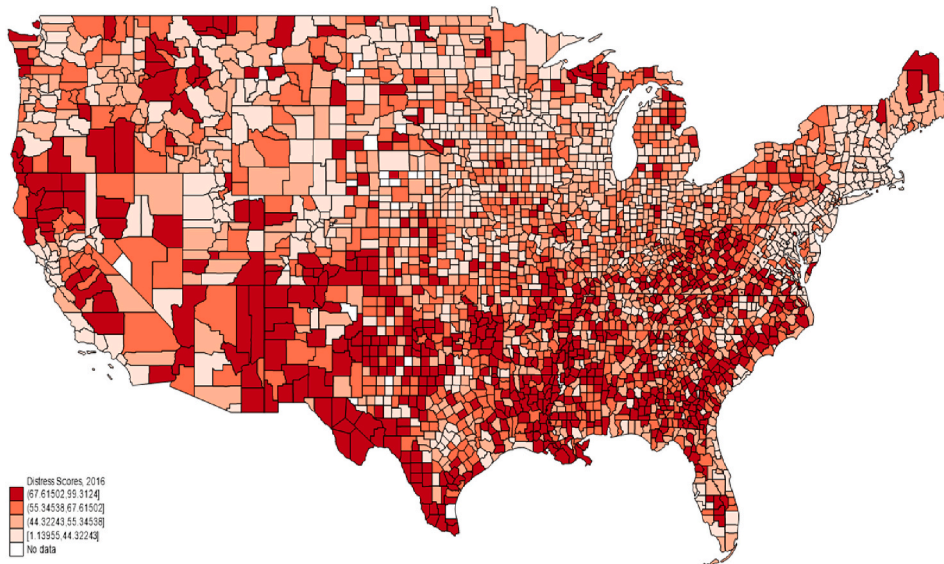 Distress Scores, 2016
(67.61502,99.3124]
(55.34538,67.61502]
(44.32243,55.34538]
[1.13955,44.32243]
No data